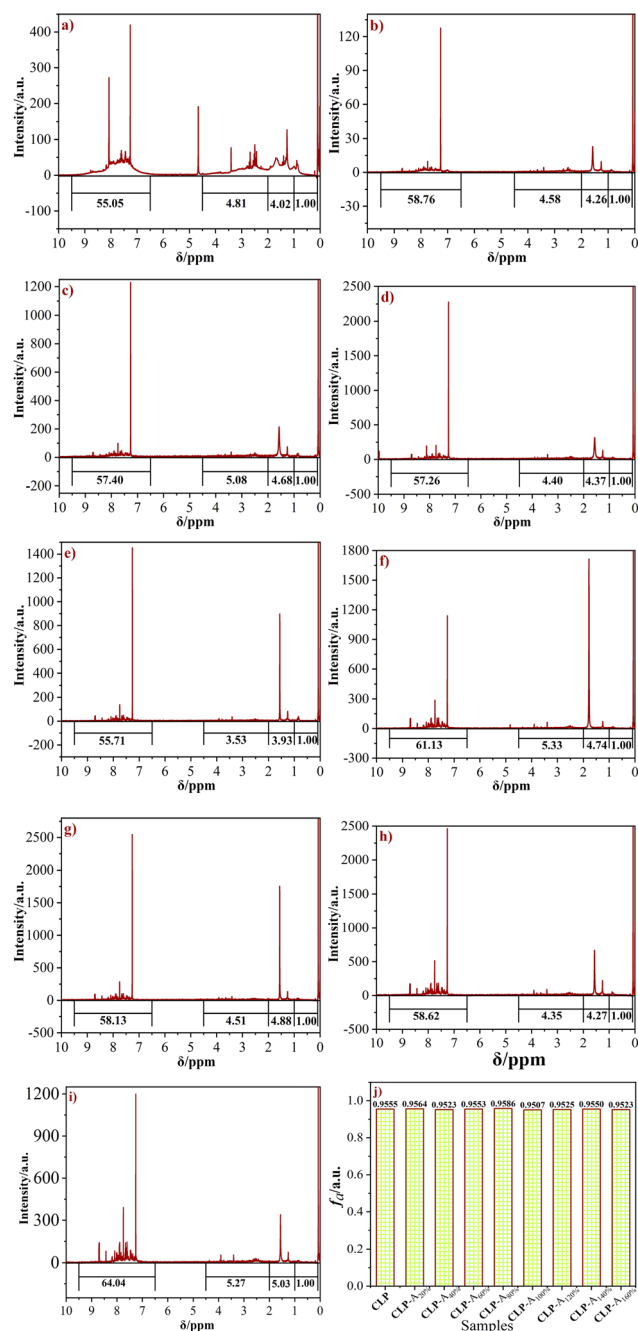 a)
Intensity/a.u.
400
300
200
100
0
-100
55.05 4.81 4.02 1.00
10 9 8 7 6 5 4 3 2 1 0
δ/ppm
b)
Intensity/a.u.
120
90
60
30
0
-30
58.76 4.58 4.26 1.00
10 9 8 7 6 5 4 3 2 1 0
δ/ppm
c)
Intensity/a.u.
1200
1000
800
600
400
200
0
-200
57.40 5.08 4.68 1.00
10 9 8 7 6 5 4 3 2 1 0
δ/ppm
d)
Intensity/a.u.
2500
2000
1500
1000
500
0
-500
57.26 4.40 4.37 1.00
10 9 8 7 6 5 4 3 2 1 0
δ/ppm
e)
Intensity/a.u.
1400
1200
1000
800
600
400
200
0
-200
55.71 3.53 3.93 1.00
10 9 8 7 6 5 4 3 2 1 0
δ/ppm
f)
Intensity/a.u.
1800
1500
1200
900
600
300
0
-300
61.13 5.33 4.74 1.00
10 9 8 7 6 5 4 3 2 1 0
δ/ppm
g)
Intensity/a.u.
2500
2000
1500
1000
500
0
-500
58.13 4.51 4.88 1.00
10 9 8 7 6 5 4 3 2 1 0
δ/ppm
h)
Intensity/a.u.
2500
2000
1500
1000
500
0
-500
58.62 4.35 4.27 1.00
10 9 8 7 6 5 4 3 2 1 0
δ/ppm
i)
Intensity/a.u.
1200
900
600
300
0
64.04 5.27 5.03 1.00
10 9 8 7 6 5 4 3 2 1 0
δ/ppm
j)
0.9555 0.9564 0.9523 0.9553 0.9586 0.9507 0.9525 0.9550 0.9523
fa/a.u.
1.0
0.8
0.6
0.4
0.2
0.0
CLP CLP-A20% CLP-A40% CLP-A60% CLP-A80% CLP-A100% CLP-A120% CLP-A140% CLP-A160%
Samples